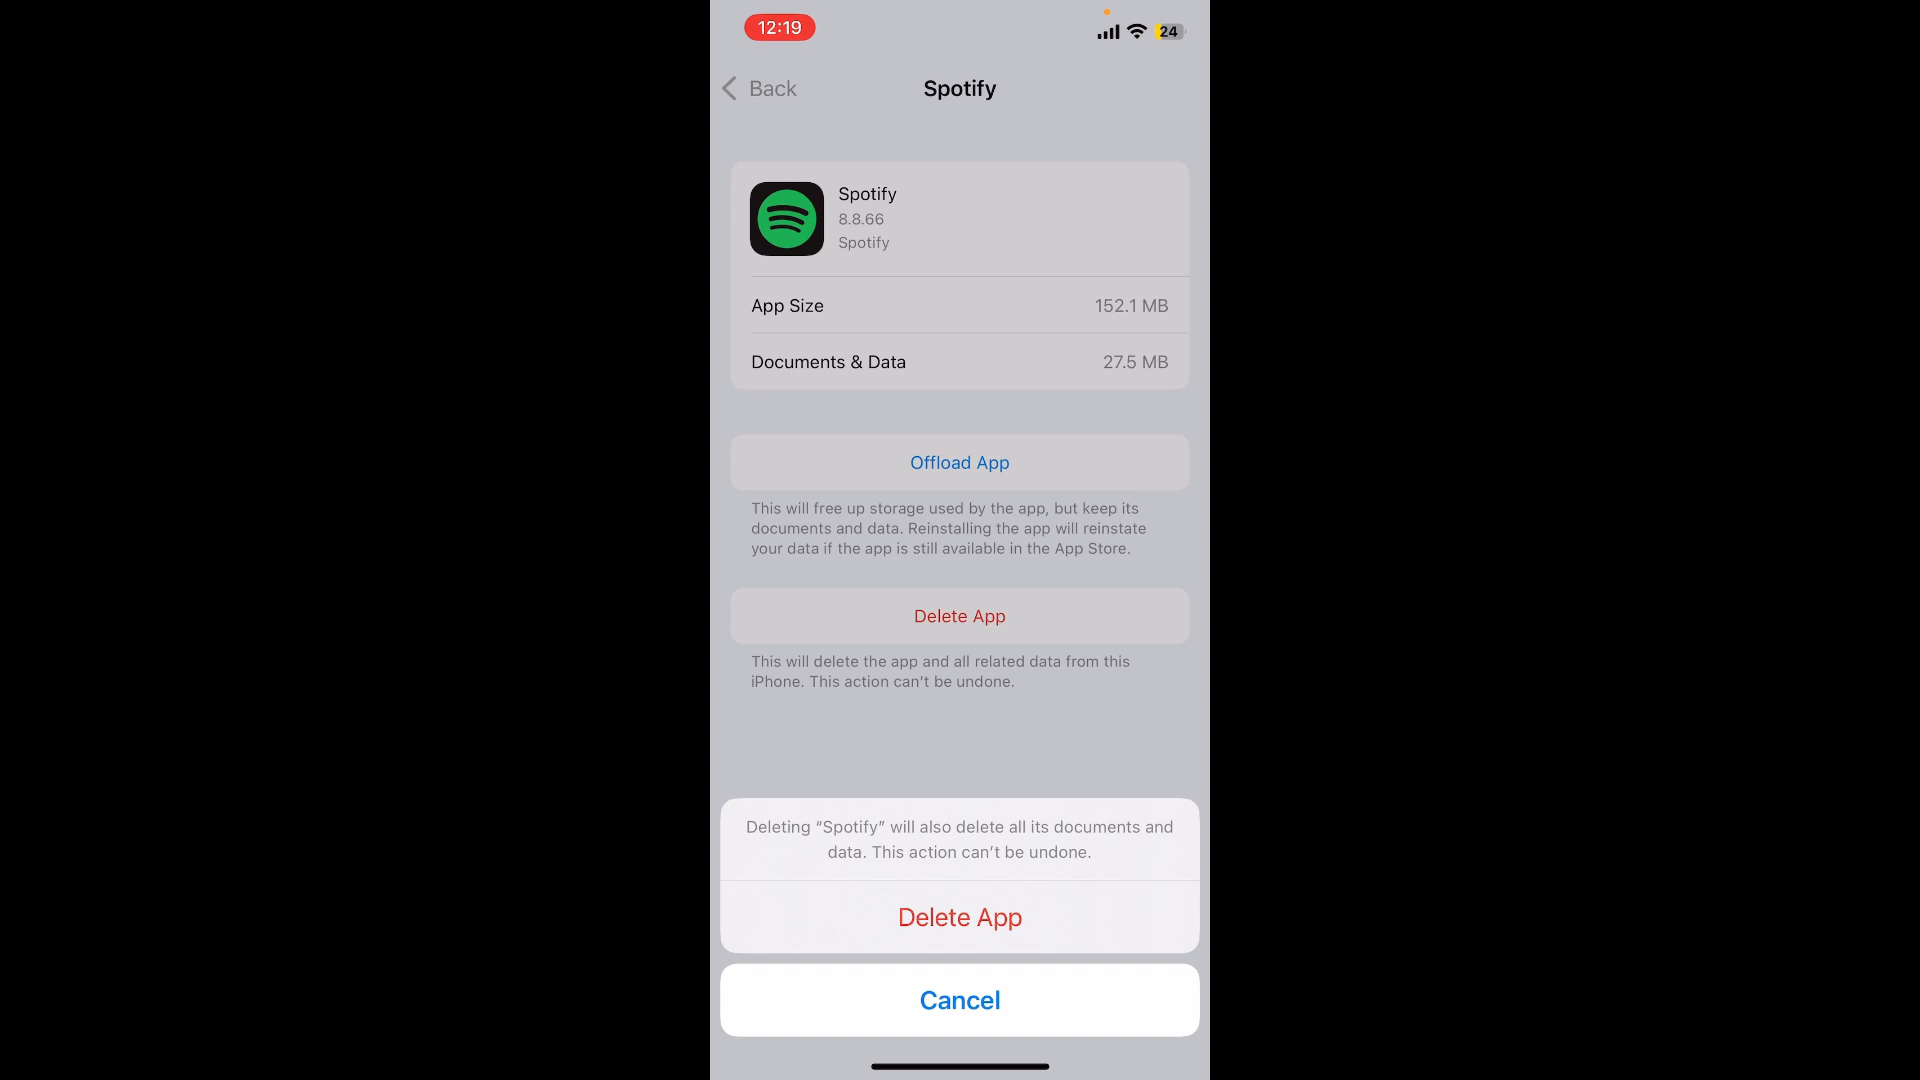 12:19
24
Back
Spotify
Spotify
8.8.66
Spotify
App Size 152.1 MB
Documents & Data 27.5 MB
Offload App
This will free up storage used by the app, but keep its
documents and data. Reinstalling the app will reinstate
your data if the app is still available in the App Store.
Delete App
This will delete the app and all related data from this
iPhone. This action can’t be undone.
Deleting “Spotify” will also delete all its documents and
data. This action can’t be undone.
Delete App
Cancel